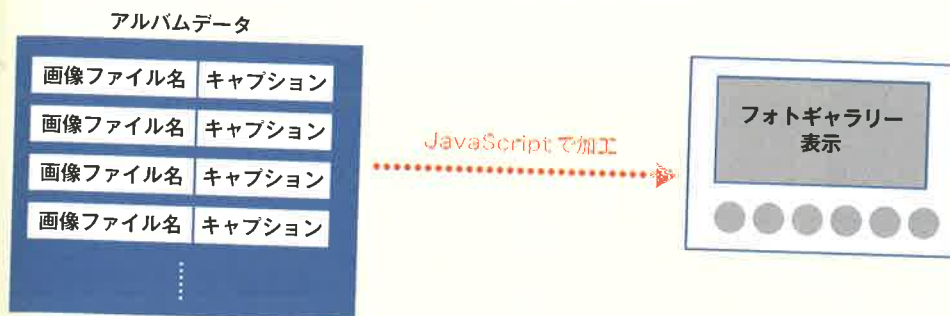 アルバムデータ
画像ファイル名 キャプション
画像ファイル名 キャプション
画像ファイル名 キャプション
画像ファイル名 キャプション
JavaScriptで加工
フォトギャラリー
表示